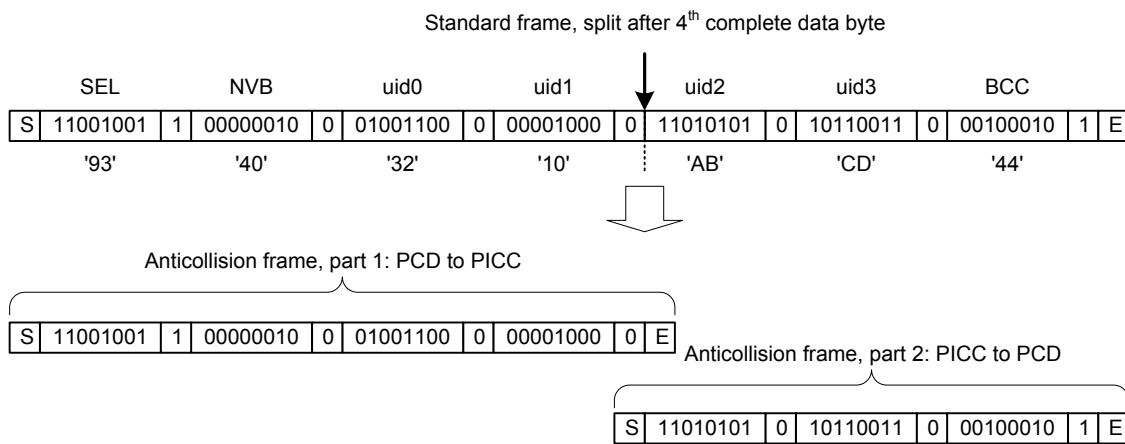 Standard frame, split after 4th complete data byte
SEL NVB uid0 uid1 uid2 uid3 BCC
S 11001001 1 00000010 0 01001100 0 00001000 0 11010101 0 10110011 0 00100010 1 E
'93' '40' '32' '10' 'AB' 'CD' '44'
Anticollision frame, part 1: PCD to PICC
S 11001001 1 00000010 0 01001100 0 00001000 0 E
Anticollision frame, part 2: PICC to PCD
S 11010101 0 10110011 0 00100010 1 E